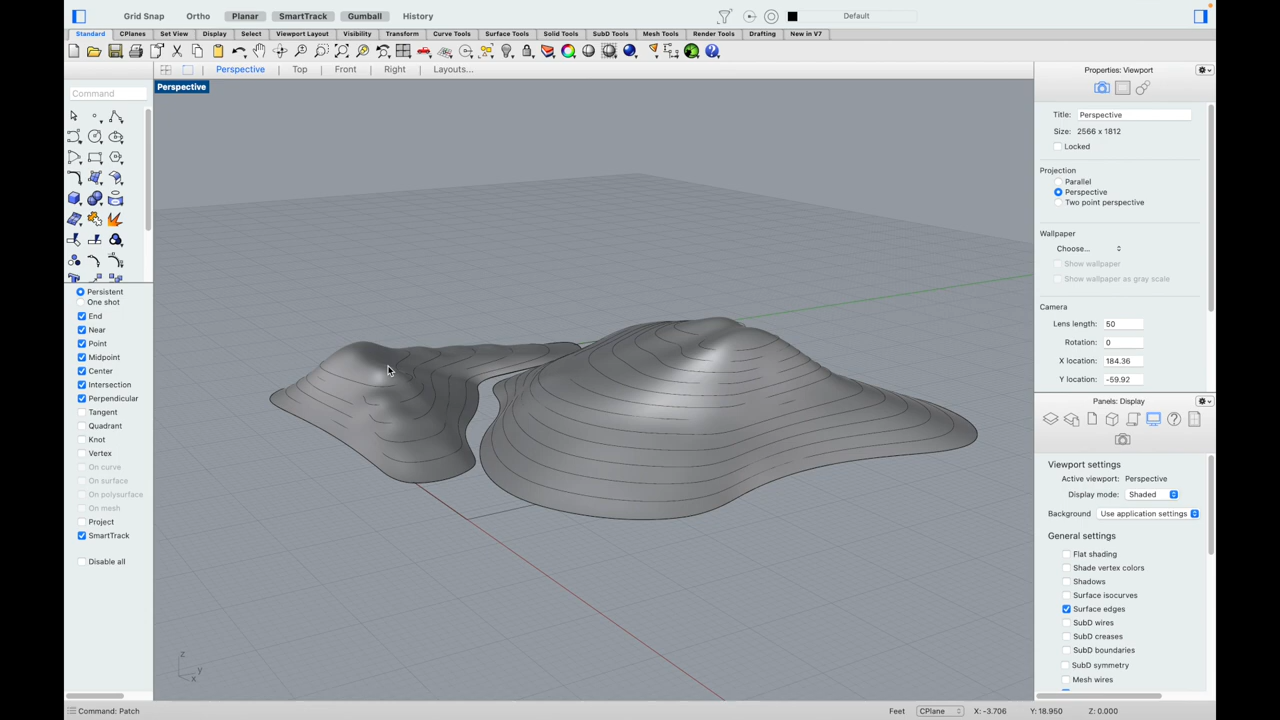 Grid Snap Ortho Planar SmartTrack Gumball History Default
Standard CPlanes Set View Display Select Viewport Layout Visibility Transform Curve Tools Surface Tools Solid Tools SubD Tools Mesh Tools Render Tools Drafting New in V7
Perspective Top Front Right Layouts...
Perspective
Command
Persistent
One shot
End
Near
Point
Midpoint
Center
Intersection
Perpendicular
Tangent
Quadrant
Knot
Vertex
On curve
On surface
On polysurface
On mesh
Project
SmartTrack
Disable all
z
y
x
Properties: Viewport
Title: Perspective
Size: 2566 x 1812
Locked
Projection
Parallel
Perspective
Two point perspective
Wallpaper
Choose...
Show wallpaper
Show wallpaper as gray scale
Camera
Lens length: 50
Rotation: 0
X location: 184.36
Y location: -59.92
Panels: Display
Viewport settings
Active viewport: Perspective
Display mode: Shaded
Background: Use application settings
General settings
Flat shading
Shade vertex colors
Shadows
Surface isocurves
Surface edges
SubD wires
SubD creases
SubD boundaries
SubD symmetry
Mesh wires
Command: Patch Feet CPlane X: -3.706 Y: 18.950 Z: 0.000